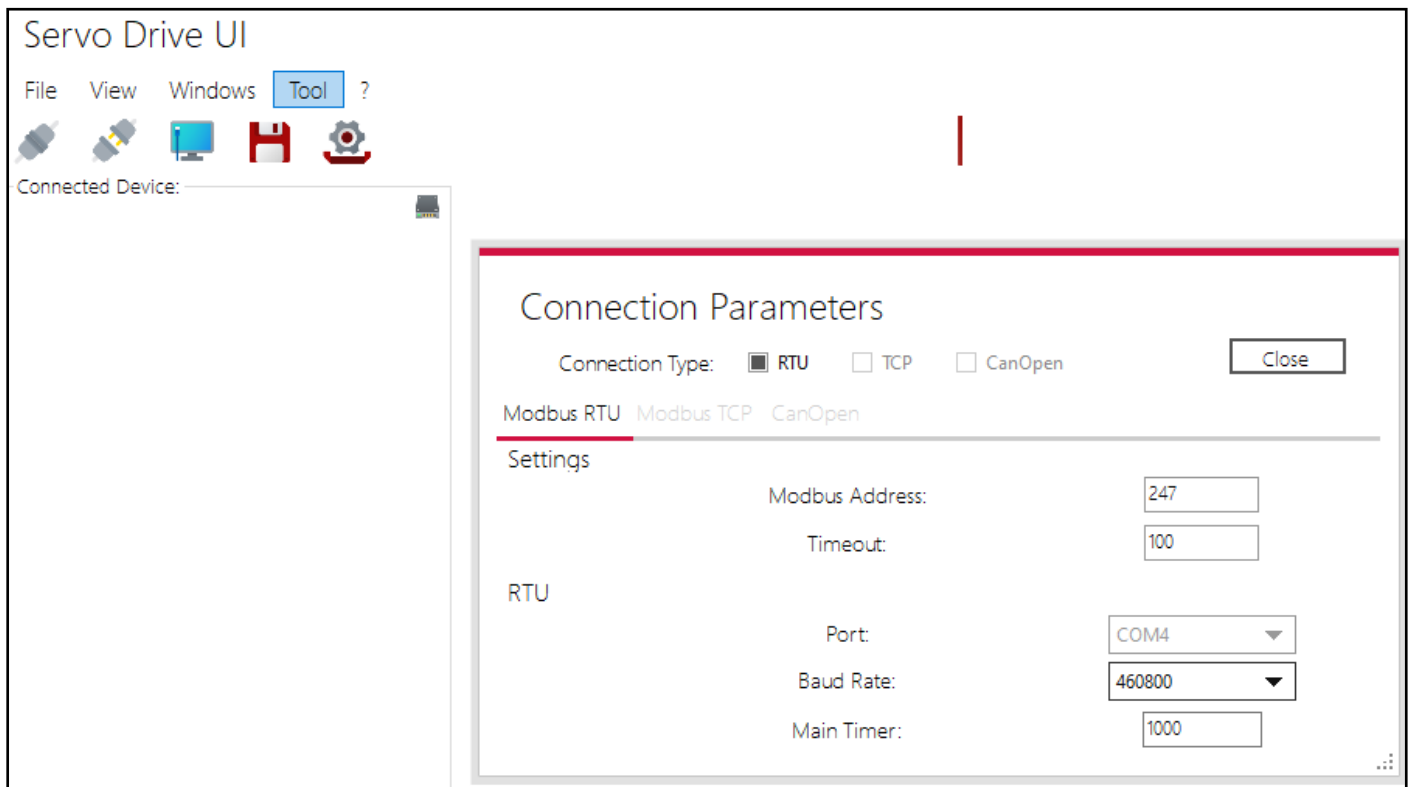 Servo Drive UI
File View Windows Tool ?
Connected Device:
Connection Parameters
Connection Type: RTU TCP CanOpen Close
Modbus RTU Modbus TCP CanOpen
Settings
Modbus Address: 247
Timeout: 100
RTU
Port: COM4
Baud Rate: 460800
Main Timer: 1000